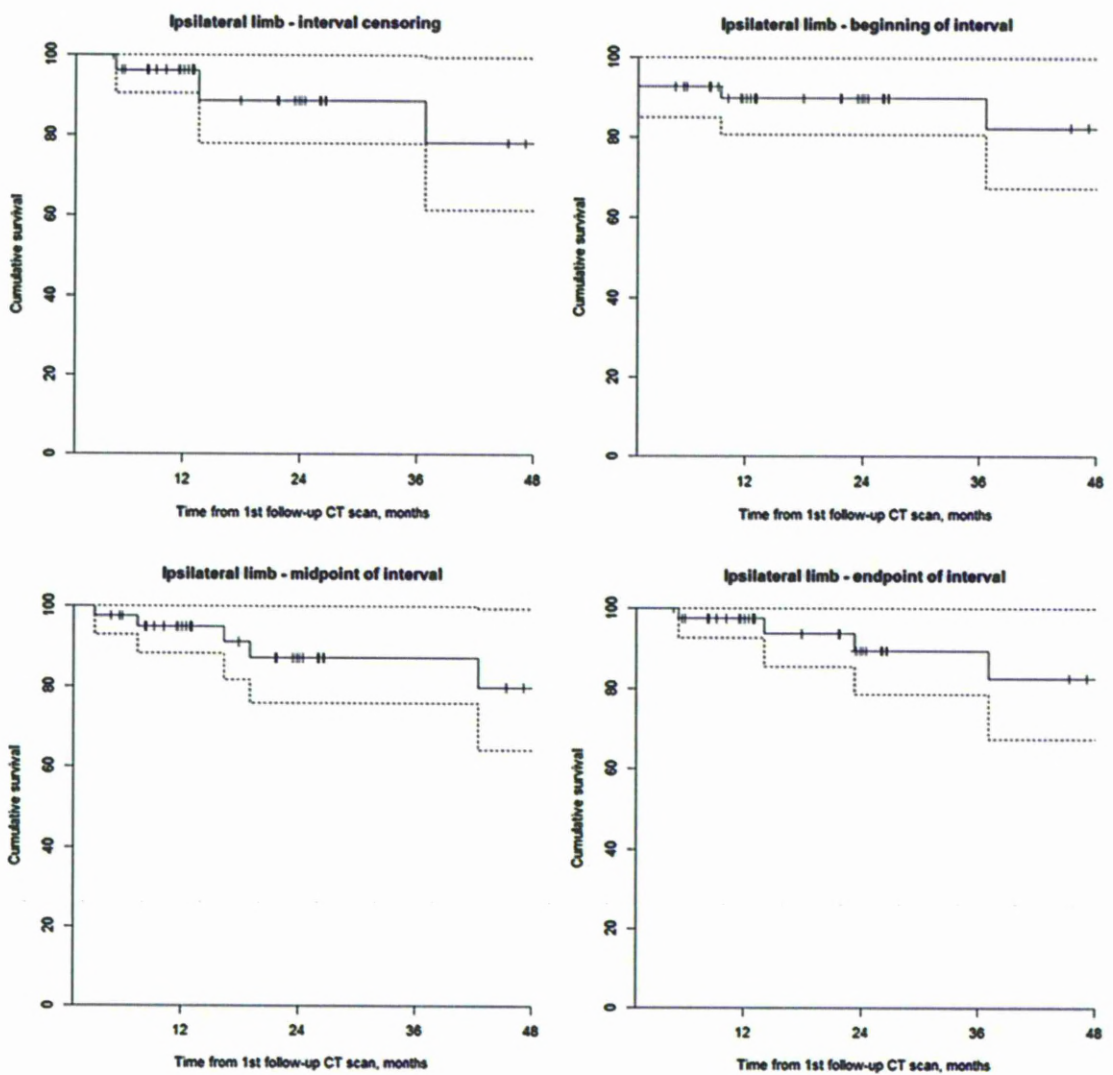 Ipsilateral limb - interval censoring
Cumulative survival
100
80
60
40
20
0
12 24 36 48
Time from 1st follow-up CT scan, months
Ipsilateral limb - beginning of interval
Cumulative survival
100
80
60
40
20
0
12 24 36 48
Time from 1st follow-up CT scan, months
Ipsilateral limb - midpoint of interval
Cumulative survival
100
80
60
40
20
0
12 24 36 48
Time from 1st follow-up CT scan, months
Ipsilateral limb - endpoint of interval
Cumulative survival
100
80
60
40
20
0
12 24 36 48
Time from 1st follow-up CT scan, months